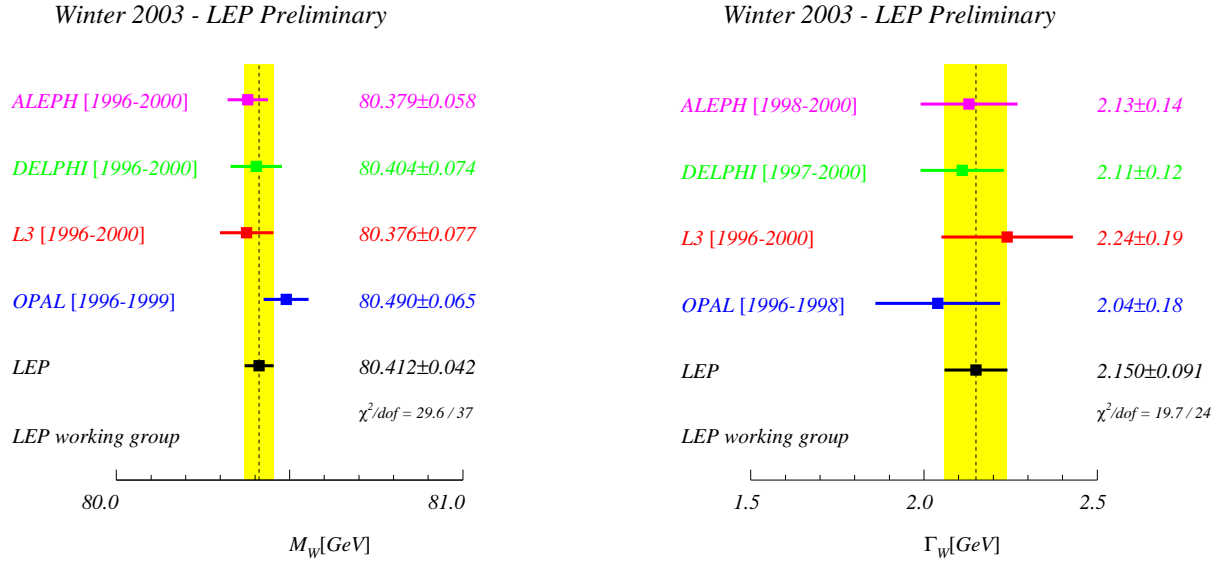 Winter 2003 - LEP Preliminary
ALEPH [1996-2000] 80.379±0.058
DELPHI [1996-2000] 80.404±0.074
L3 [1996-2000] 80.376±0.077
OPAL [1996-1999] 80.490±0.065
LEP 80.412±0.042
χ²/dof = 29.6 / 37
LEP working group
80.0 81.0
M_W[GeV]
Winter 2003 - LEP Preliminary
ALEPH [1998-2000] 2.13±0.14
DELPHI [1997-2000] 2.11±0.12
L3 [1996-2000] 2.24±0.19
OPAL [1996-1998] 2.04±0.18
LEP 2.150±0.091
χ²/dof = 19.7 / 24
LEP working group
1.5 2.0 2.5
Γ_W[GeV]